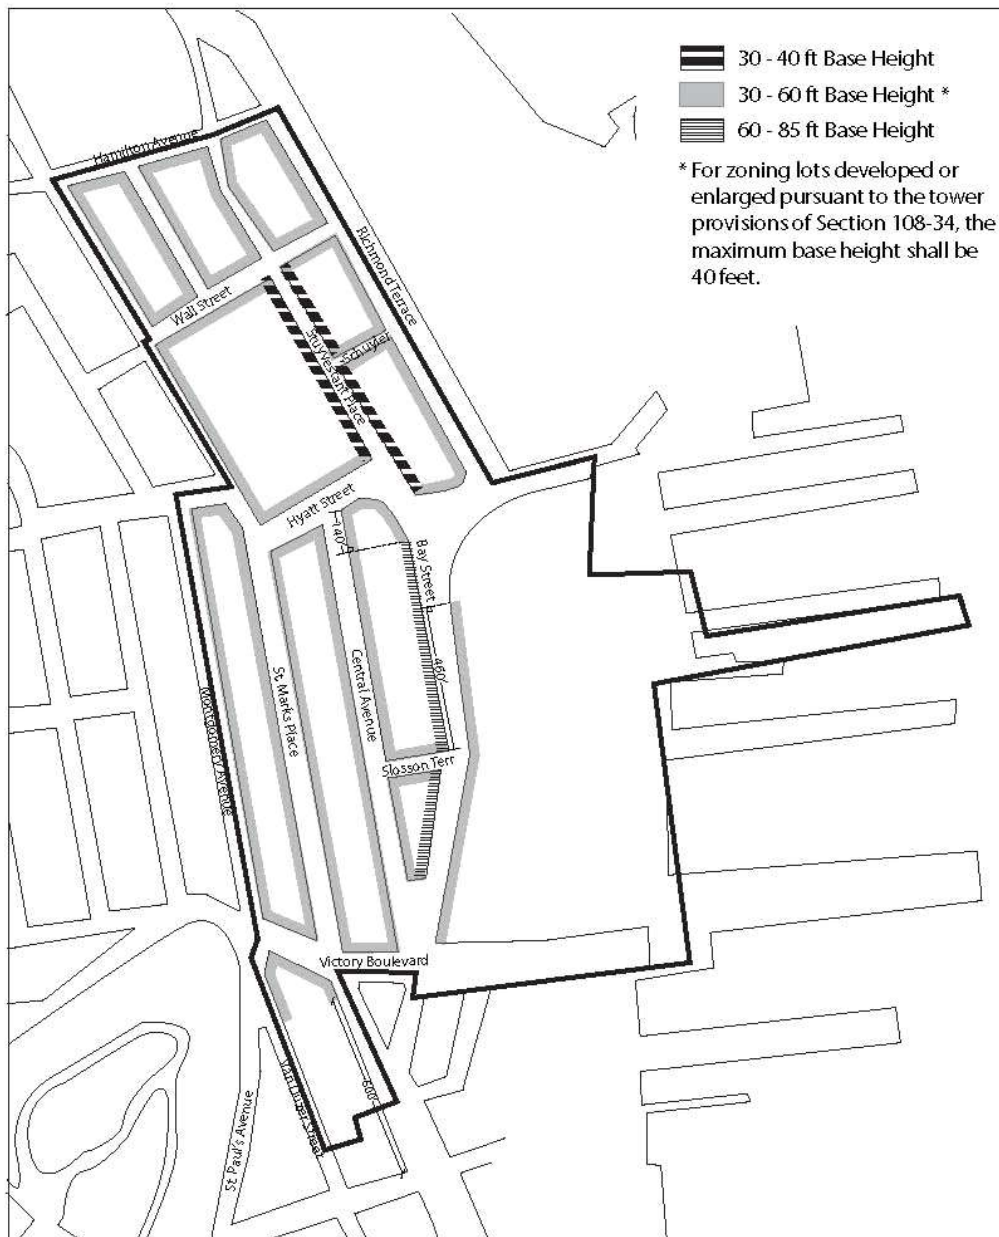 30 - 40 ft Base Height
30 - 60 ft Base Height *
60 - 85 ft Base Height
* For zoning lots developed or
enlarged pursuant to the tower
provisions of Section 108-34, the
maximum base height shall be
40 feet.
Hamilton Avenue
Richmond Terrace
Wall Street
Stuyvestant Place
Schuyler
Hyatt Street
140'
Bay Street
460'
Central Avenue
St Marks Place
Slosson Terr
Montgomery Avenue
Victory Boulevard
Van Duzer Street
600'
St Paul's Avenue